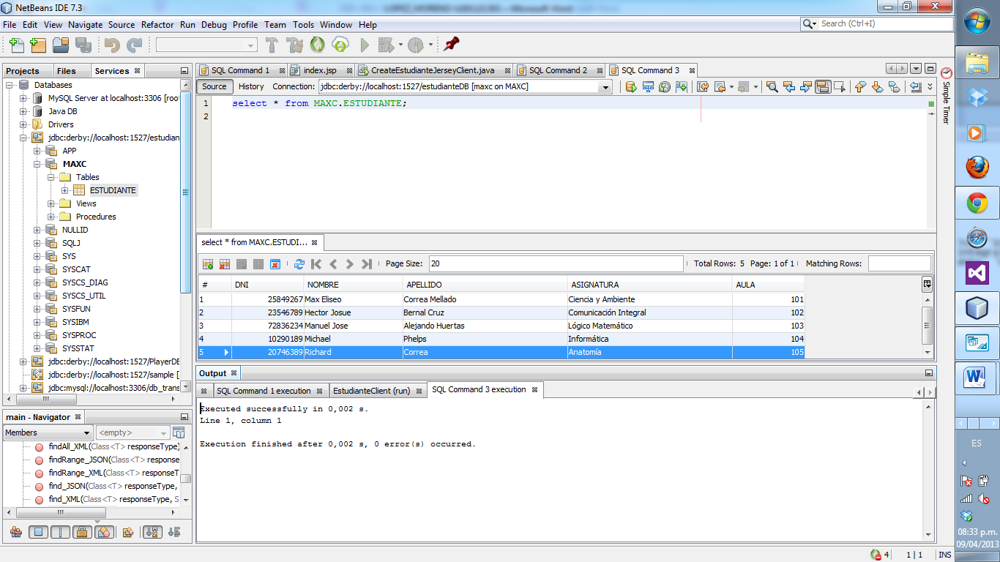 NetBeans IDE 7.3
File Edit View Navigate Source Refactor Run Debug Profile Team Tools Window Help
Search (Ctrl+I)
Projects Files Services
Databases
MySQL Server at localhost:3306 [roo
Java DB
Drivers
jdbc:derby://localhost:1527/estudian
APP
MAXC
Tables
ESTUDIANTE
Views
Procedures
NULLID
SQLJ
SYS
SYSCAT
SYSCS_DIAG
SYSCS_UTIL
SYSFUN
SYSIBM
SYSPROC
SYSSTAT
jdbc:derby://localhost:1527/PlayerDB
jdbc:derby://localhost:1527/sample [
jdbc:mysql://localhost:3306/db_trans
main - Navigator
Members <empty>
findAll_XML(Class<T> responseType)
findRange_JSON(Class<T> response
findRange_XML(Class<T> responseT
find_JSON(Class<T> responseType,
find_XML(Class<T> responseType, S
SQL Command 1 index.jsp CreateEstudianteJerseyClient.java SQL Command 2 SQL Command 3
Source History Connection: jdbc:derby://localhost:1527/estudianteDB [maxc on MAXC]
1 select * from MAXC.ESTUDIANTE;
2
select * from MAXC.ESTUDI...
Page Size: 20 Total Rows: 5 Page: 1 of 1 Matching Rows:
# DNI NOMBRE APELLIDO ASIGNATURA AULA
1 25849267 Max Eliseo Correa Mellado Ciencia y Ambiente 101
2 23546789 Hector Josue Bernal Cruz Comunicación Integral 102
3 72836234 Manuel Jose Alejando Huertas Lógico Matemático 103
4 10290189 Michael Phelps Informática 104
5 20746389 Richard Correa Anatomía 105
Output
SQL Command 1 execution EstudianteClient (run) SQL Command 3 execution
Executed successfully in 0,002 s.
Line 1, column 1
Execution finished after 0,002 s, 0 error(s) occurred.
4 1 | 1 INS
Simple Timer
ES
08:33 p.m.
09/04/2013